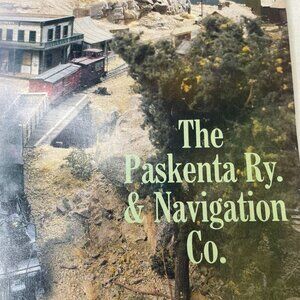 The
Paskenta Ry.
& Navigation
Co.